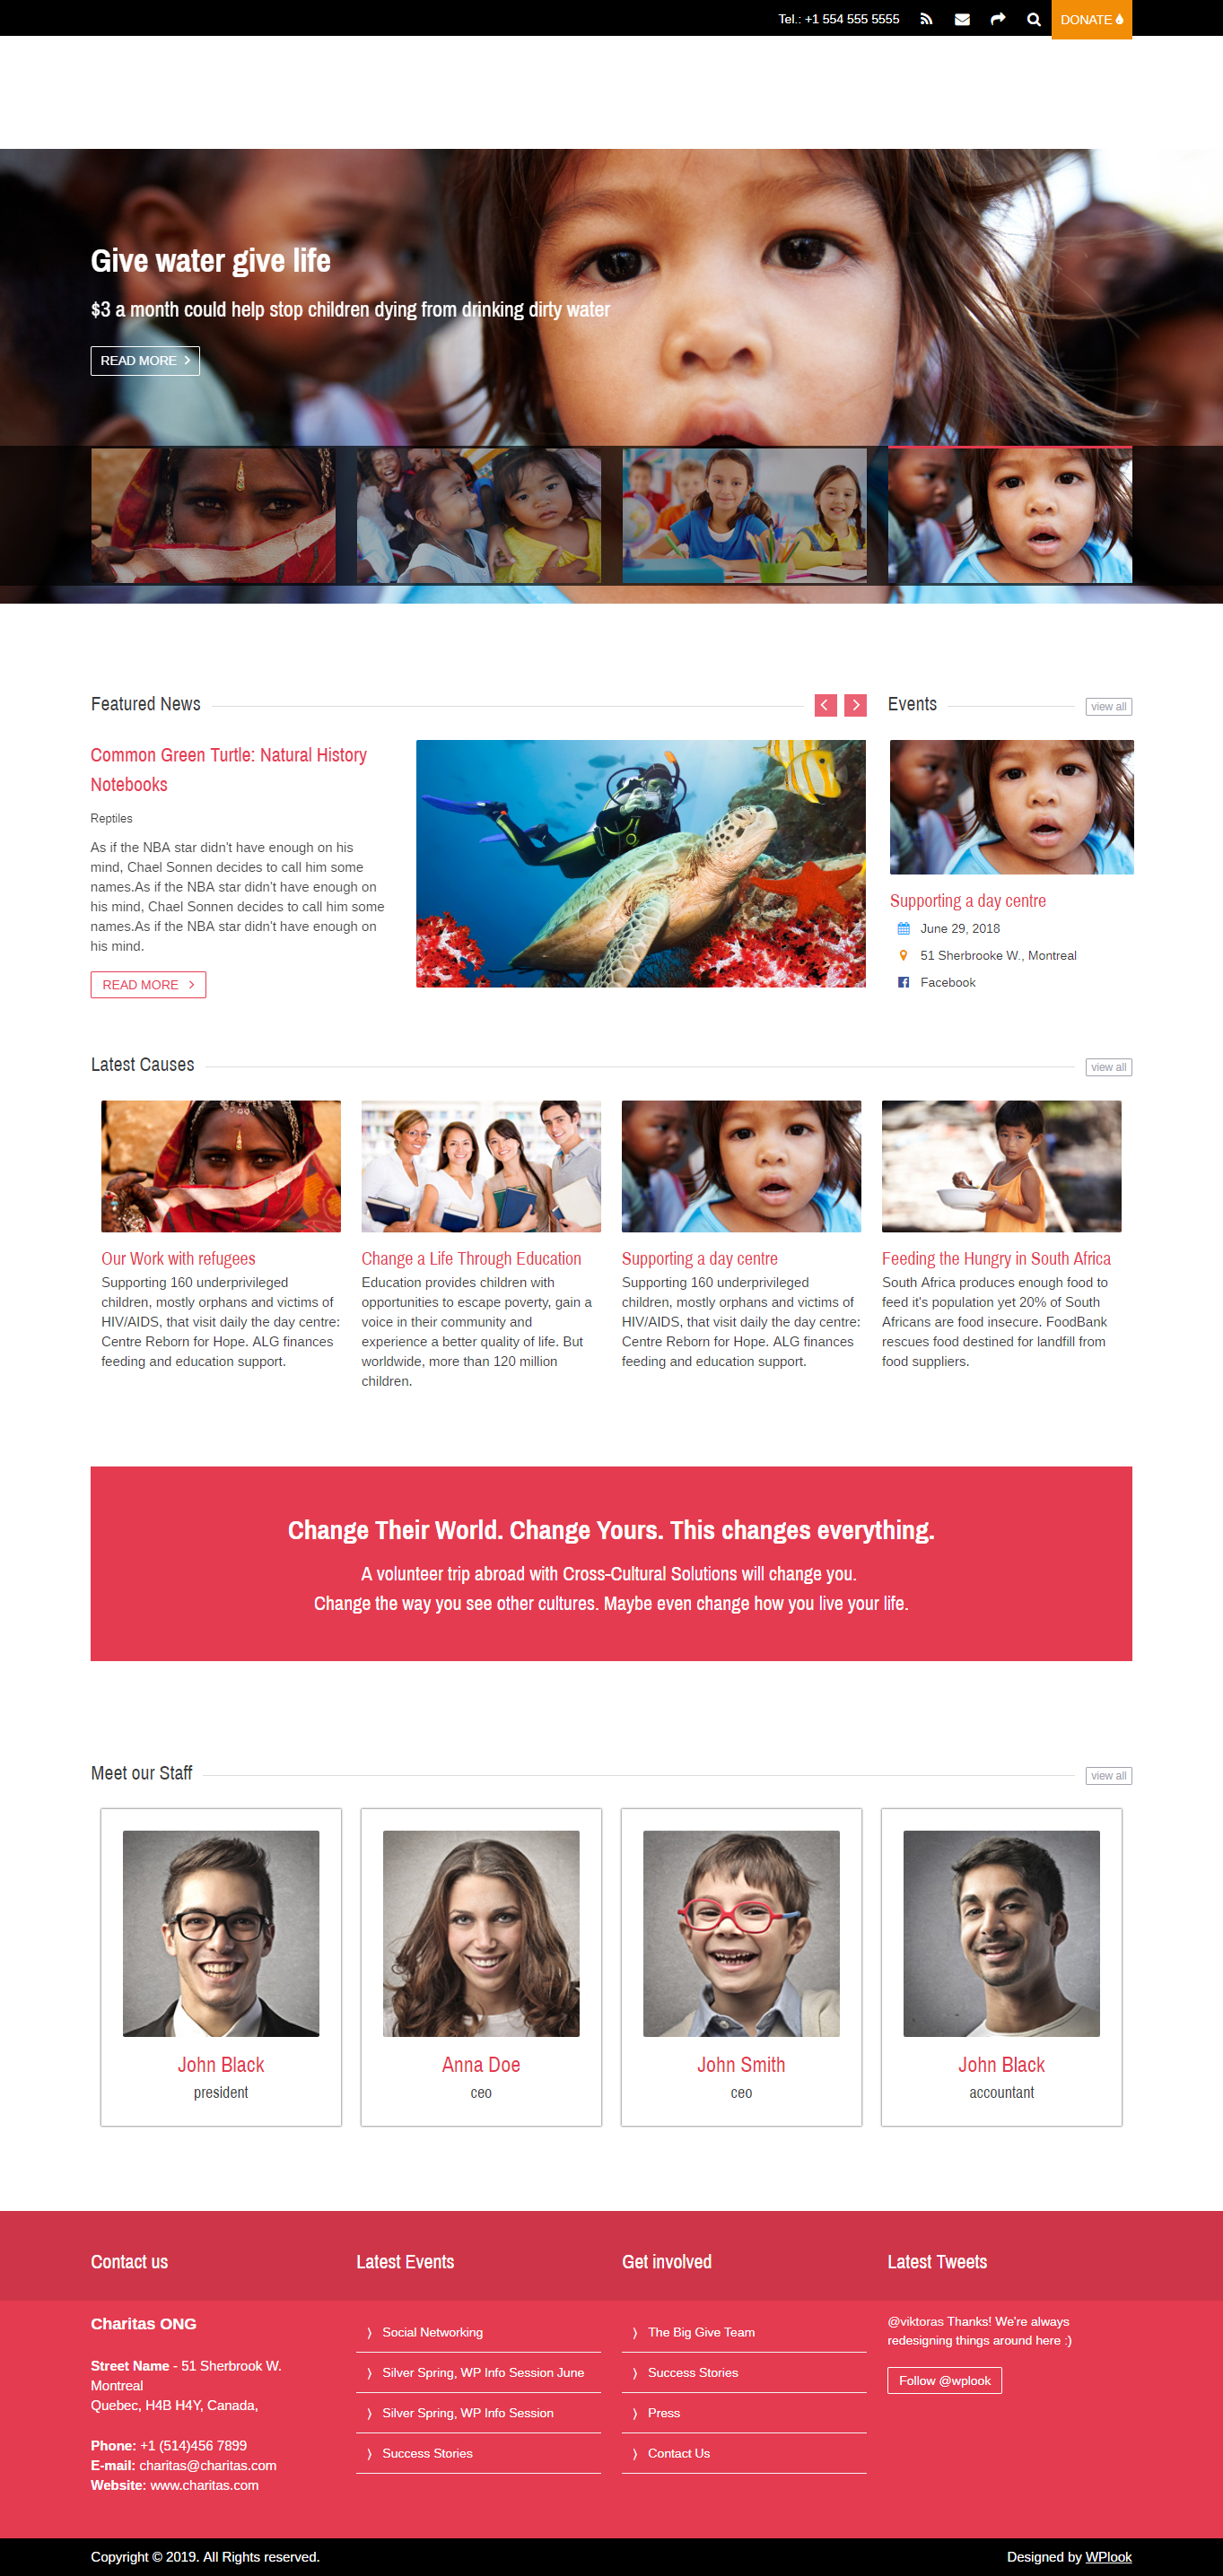 Tel.: +1 554 555 5555
DONATE
Give water give life
$3 a month could help stop children dying from drinking dirty water
READ MORE
Featured News
Common Green Turtle: Natural History
Notebooks
Reptiles
As if the NBA star didn't have enough on his
mind, Chael Sonnen decides to call him some
names.As if the NBA star didn't have enough on
his mind, Chael Sonnen decides to call him some
names.As if the NBA star didn't have enough on
his mind.
READ MORE
Events
view all
Supporting a day centre
June 29, 2018
51 Sherbrooke W., Montreal
Facebook
Latest Causes
view all
Our Work with refugees
Supporting 160 underprivileged
children, mostly orphans and victims of
HIV/AIDS, that visit daily the day centre:
Centre Reborn for Hope. ALG finances
feeding and education support.
Change a Life Through Education
Education provides children with
opportunities to escape poverty, gain a
voice in their community and
experience a better quality of life. But
worldwide, more than 120 million
children.
Supporting a day centre
Supporting 160 underprivileged
children, mostly orphans and victims of
HIV/AIDS, that visit daily the day centre:
Centre Reborn for Hope. ALG finances
feeding and education support.
Feeding the Hungry in South Africa
South Africa produces enough food to
feed it's population yet 20% of South
Africans are food insecure. FoodBank
rescues food destined for landfill from
food suppliers.
Change Their World. Change Yours. This changes everything.
A volunteer trip abroad with Cross-Cultural Solutions will change you.
Change the way you see other cultures. Maybe even change how you live your life.
Meet our Staff
view all
John Black
president
Anna Doe
ceo
John Smith
ceo
John Black
accountant
Contact us
Charitas ONG
Street Name - 51 Sherbrook W.
Montreal
Quebec, H4B H4Y, Canada,
Phone: +1 (514)456 7899
E-mail: charitas@charitas.com
Website: www.charitas.com
Latest Events
Social Networking
Silver Spring, WP Info Session June
Silver Spring, WP Info Session
Success Stories
Get involved
The Big Give Team
Success Stories
Press
Contact Us
Latest Tweets
@viktoras Thanks! We're always
redesigning things around here :)
Follow @wplook
Copyright © 2019. All Rights reserved.
Designed by WPlook